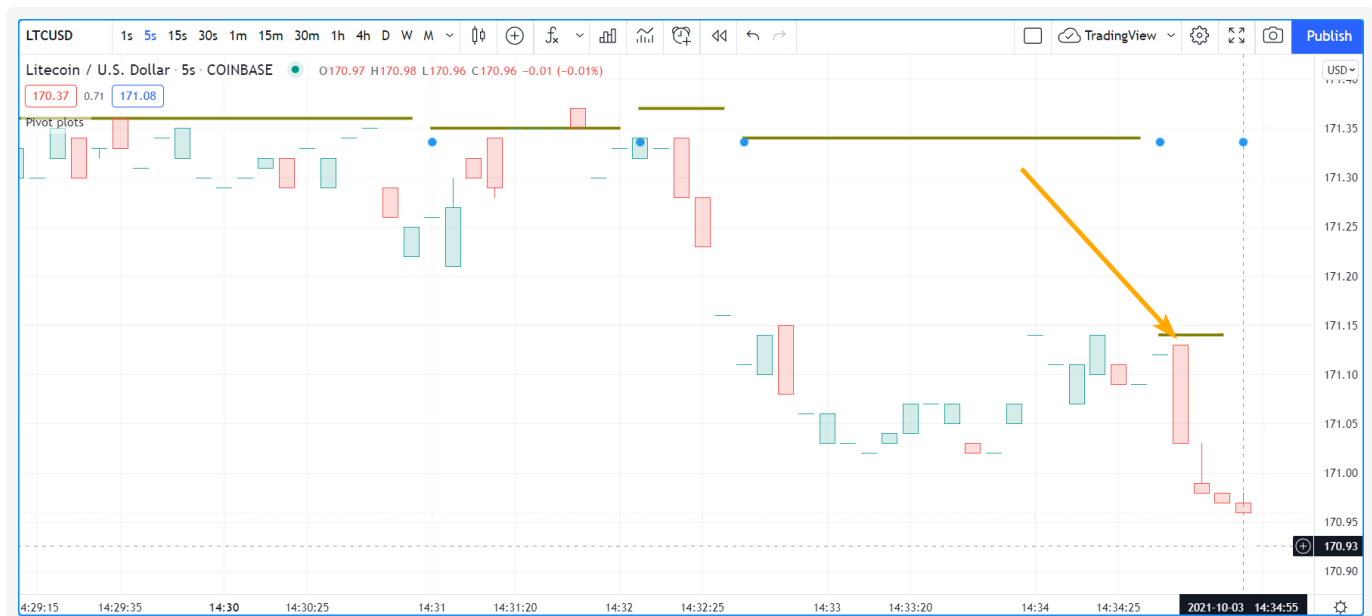 LTCUSD 1s 5s 15s 30s 1m 15m 30m 1h 4h D W M TradingView Publish
Litecoin / U.S. Dollar · 5s · COINBASE O170.97 H170.98 L170.96 C170.96 −0.01 (−0.01%) USD
171.40
170.37 0.71 171.08
Pivot plots
171.35
171.30
171.25
171.20
171.15
171.10
171.05
171.00
170.95
170.93
170.90
4:29:15 14:29:35 14:30 14:30:25 14:31 14:31:20 14:32 14:32:25 14:33 14:33:20 14:34 14:34:25 2021-10-03 14:34:55